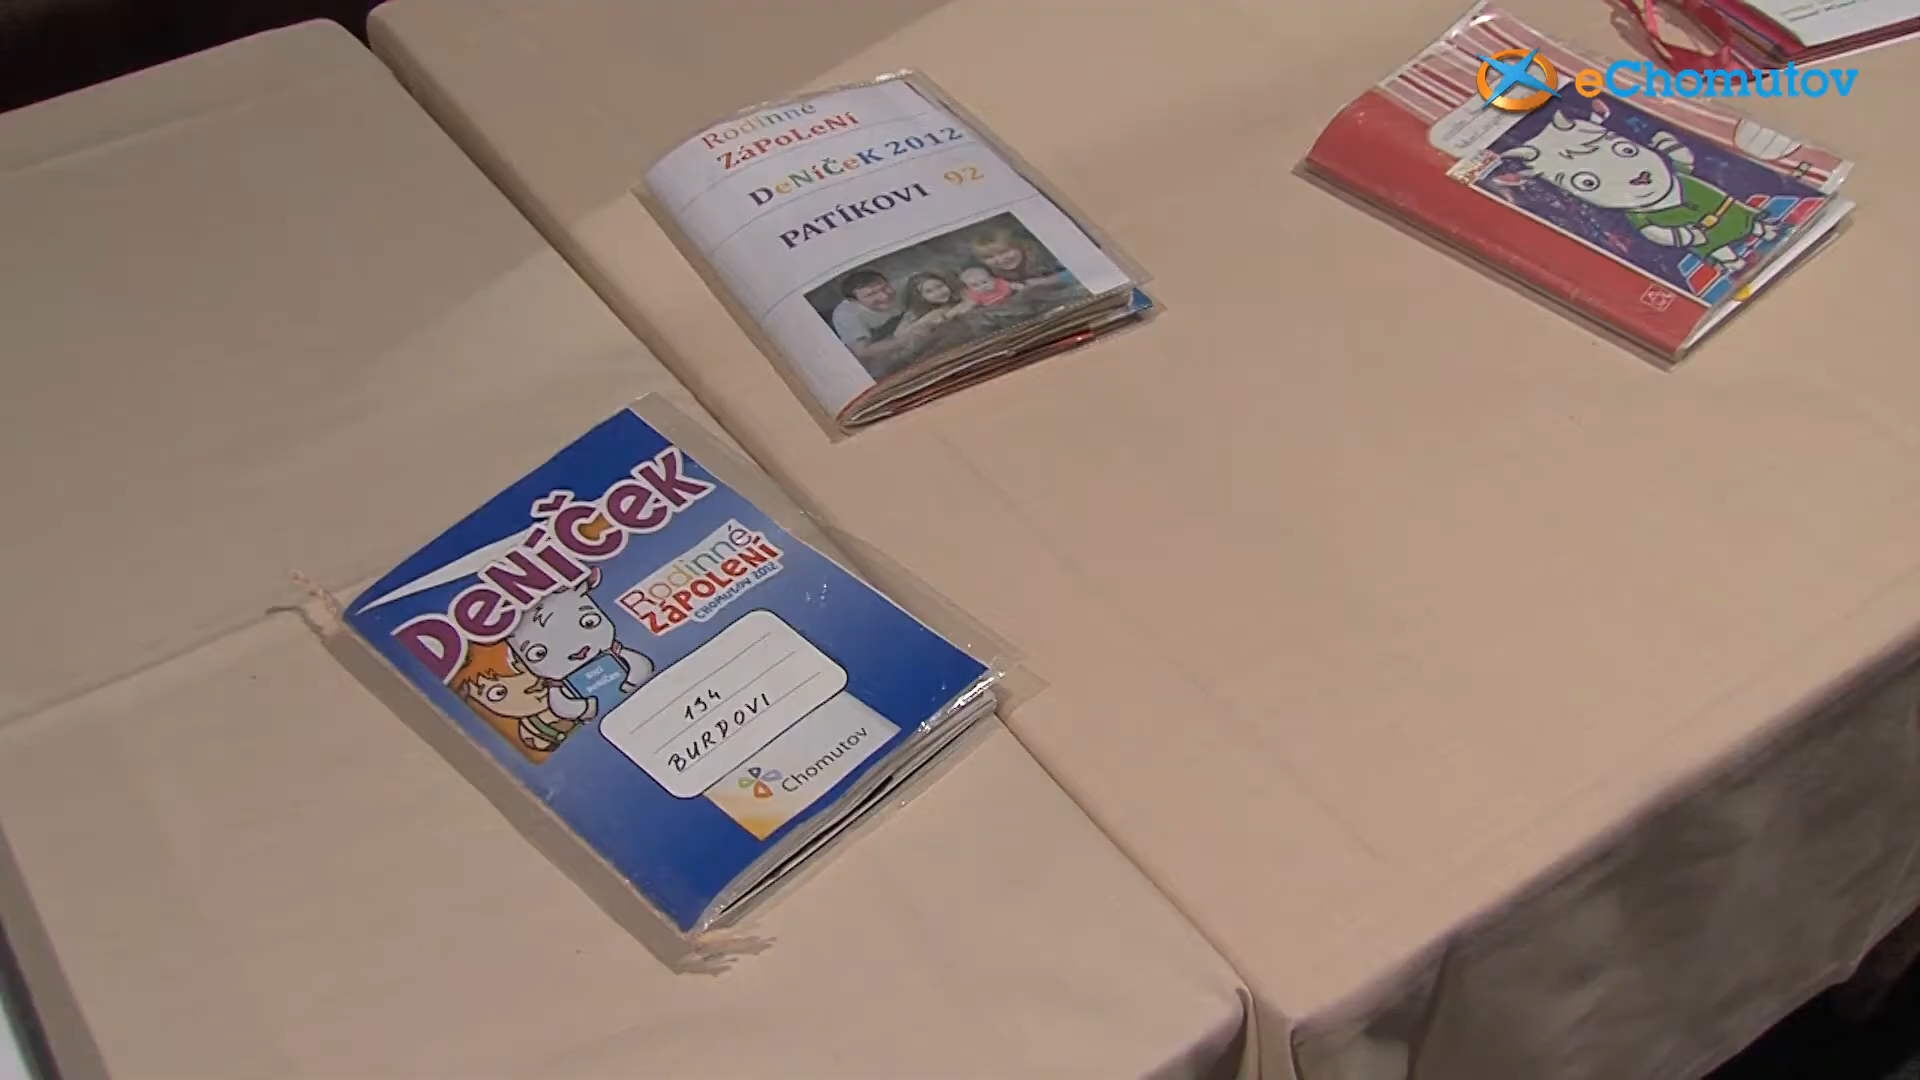 eChomutov
Rodinné
ZáPoLeNí
DeNíČeK 2012
PATÍKOVI 92
DeNíČeK
Rodinné
ZáPoLeNí
CHOMUTOV 2012
134
BURDOVI
Chomutov